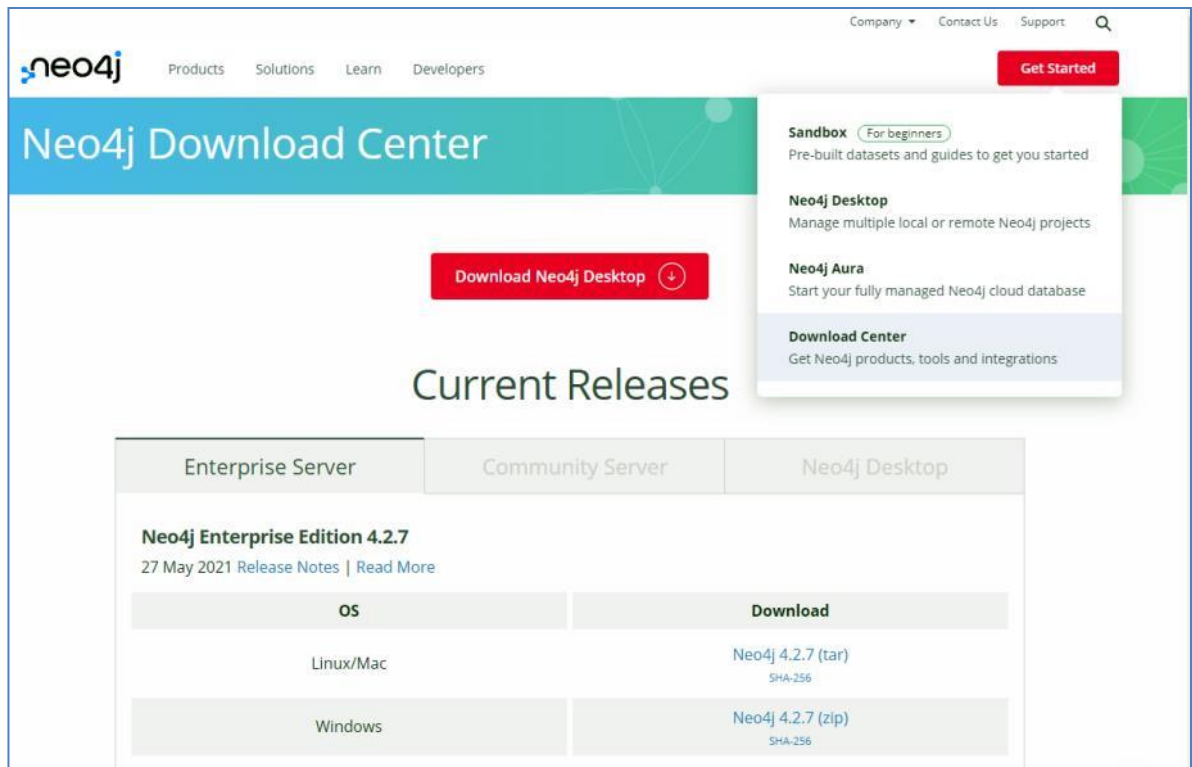 Company Contact Us Support
neo4j Products Solutions Learn Developers Get Started
Neo4j Download Center
Sandbox For beginners
Pre-built datasets and guides to get you started
Neo4j Desktop
Manage multiple local or remote Neo4j projects
Neo4j Aura
Start your fully managed Neo4j cloud database
Download Center
Get Neo4j products, tools and integrations
Download Neo4j Desktop
Current Releases
Enterprise Server Community Server Neo4j Desktop
Neo4j Enterprise Edition 4.2.7
27 May 2021 Release Notes | Read More
OS Download
Linux/Mac Neo4j 4.2.7 (tar)
SHA-256
Windows Neo4j 4.2.7 (zip)
SHA-256